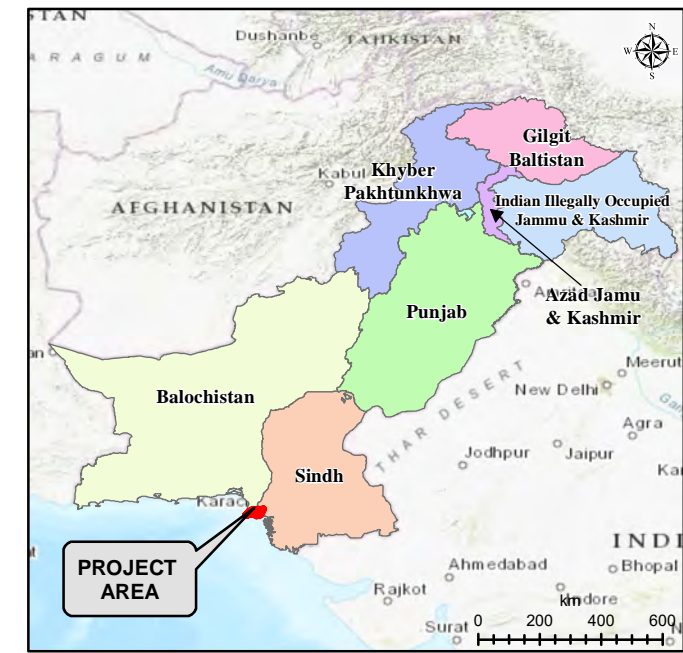 STAN
Dushanbe
TAJIKISTAN
ARAGUM
Amu Darya
N
W E
S
Gilgit
Baltistan
Kabul
Khyber
Pakhtunkhwa
Indian Illegally Occupied
Jammu & Kashmir
AFGHANISTAN
Azad Jamu
& Kashmir
Punjab
Meerut
New Delhi
Balochistan
THAR DESERT
Agra
Jodhpur
Jaipur
Sindh
Karac
INDI
PROJECT
AREA
Ahmedabad
Bhopal
Rajkot
km
ndore
Surat
0 200 400 600